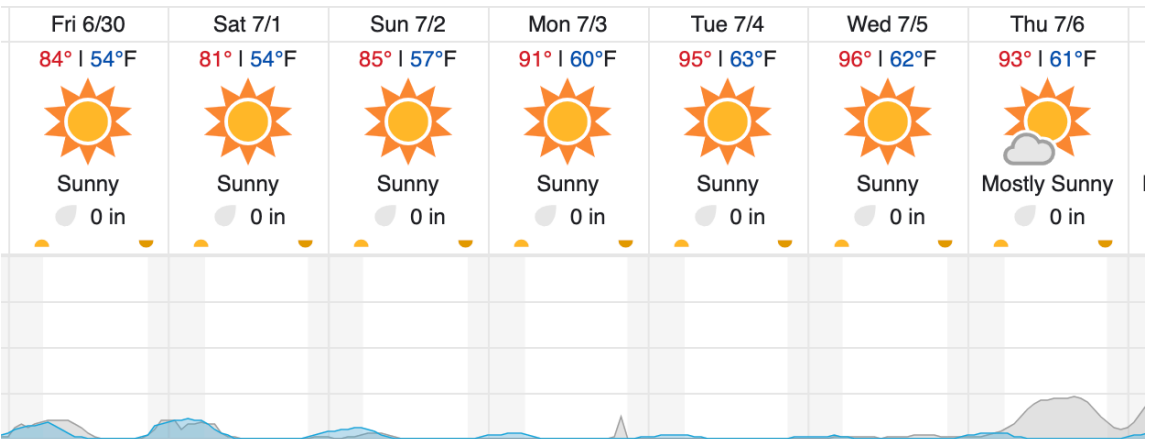 Fri 6/30 Sat 7/1 Sun 7/2 Mon 7/3 Tue 7/4 Wed 7/5 Thu 7/6
84° | 54°F 81° | 54°F 85° | 57°F 91° | 60°F 95° | 63°F 96° | 62°F 93° | 61°F
Sunny Sunny Sunny Sunny Sunny Sunny Mostly Sunny
0 in 0 in 0 in 0 in 0 in 0 in 0 in